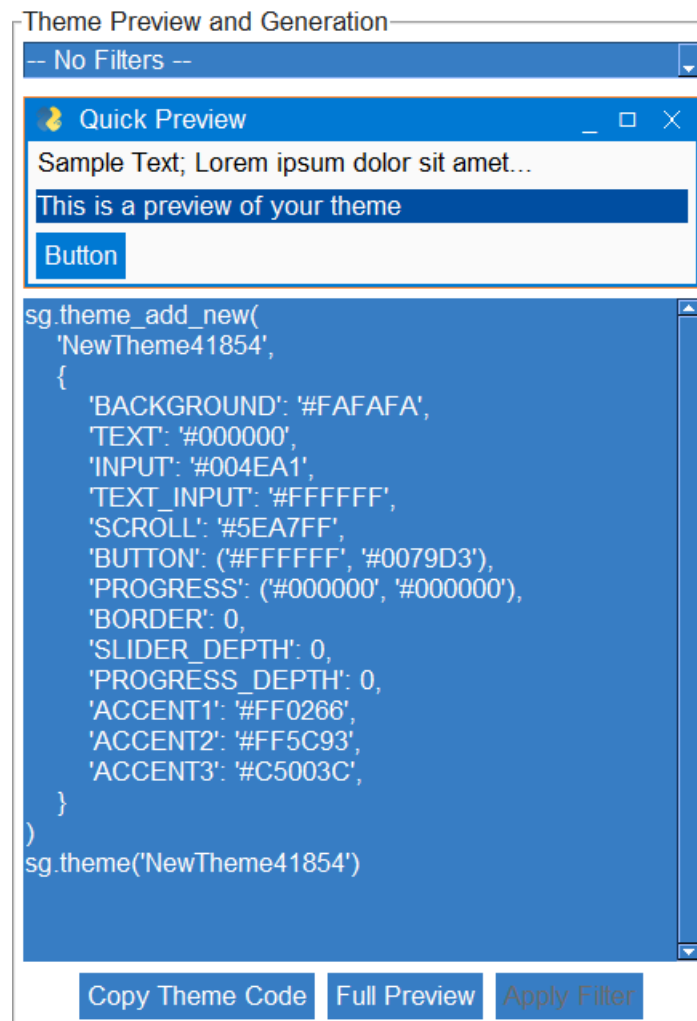 Theme Preview and Generation
-- No Filters --
Quick Preview
Sample Text; Lorem ipsum dolor sit amet...
This is a preview of your theme
Button
sg.theme_add_new(
    'NewTheme41854',
    {
        'BACKGROUND': '#FAFAFA',
        'TEXT': '#000000',
        'INPUT': '#004EA1',
        'TEXT_INPUT': '#FFFFFF',
        'SCROLL': '#5EA7FF',
        'BUTTON': ('#FFFFFF', '#0079D3'),
        'PROGRESS': ('#000000', '#000000'),
        'BORDER': 0,
        'SLIDER_DEPTH': 0,
        'PROGRESS_DEPTH': 0,
        'ACCENT1': '#FF0266',
        'ACCENT2': '#FF5C93',
        'ACCENT3': '#C5003C',
    }
)
sg.theme('NewTheme41854')
Copy Theme Code Full Preview Apply Filter